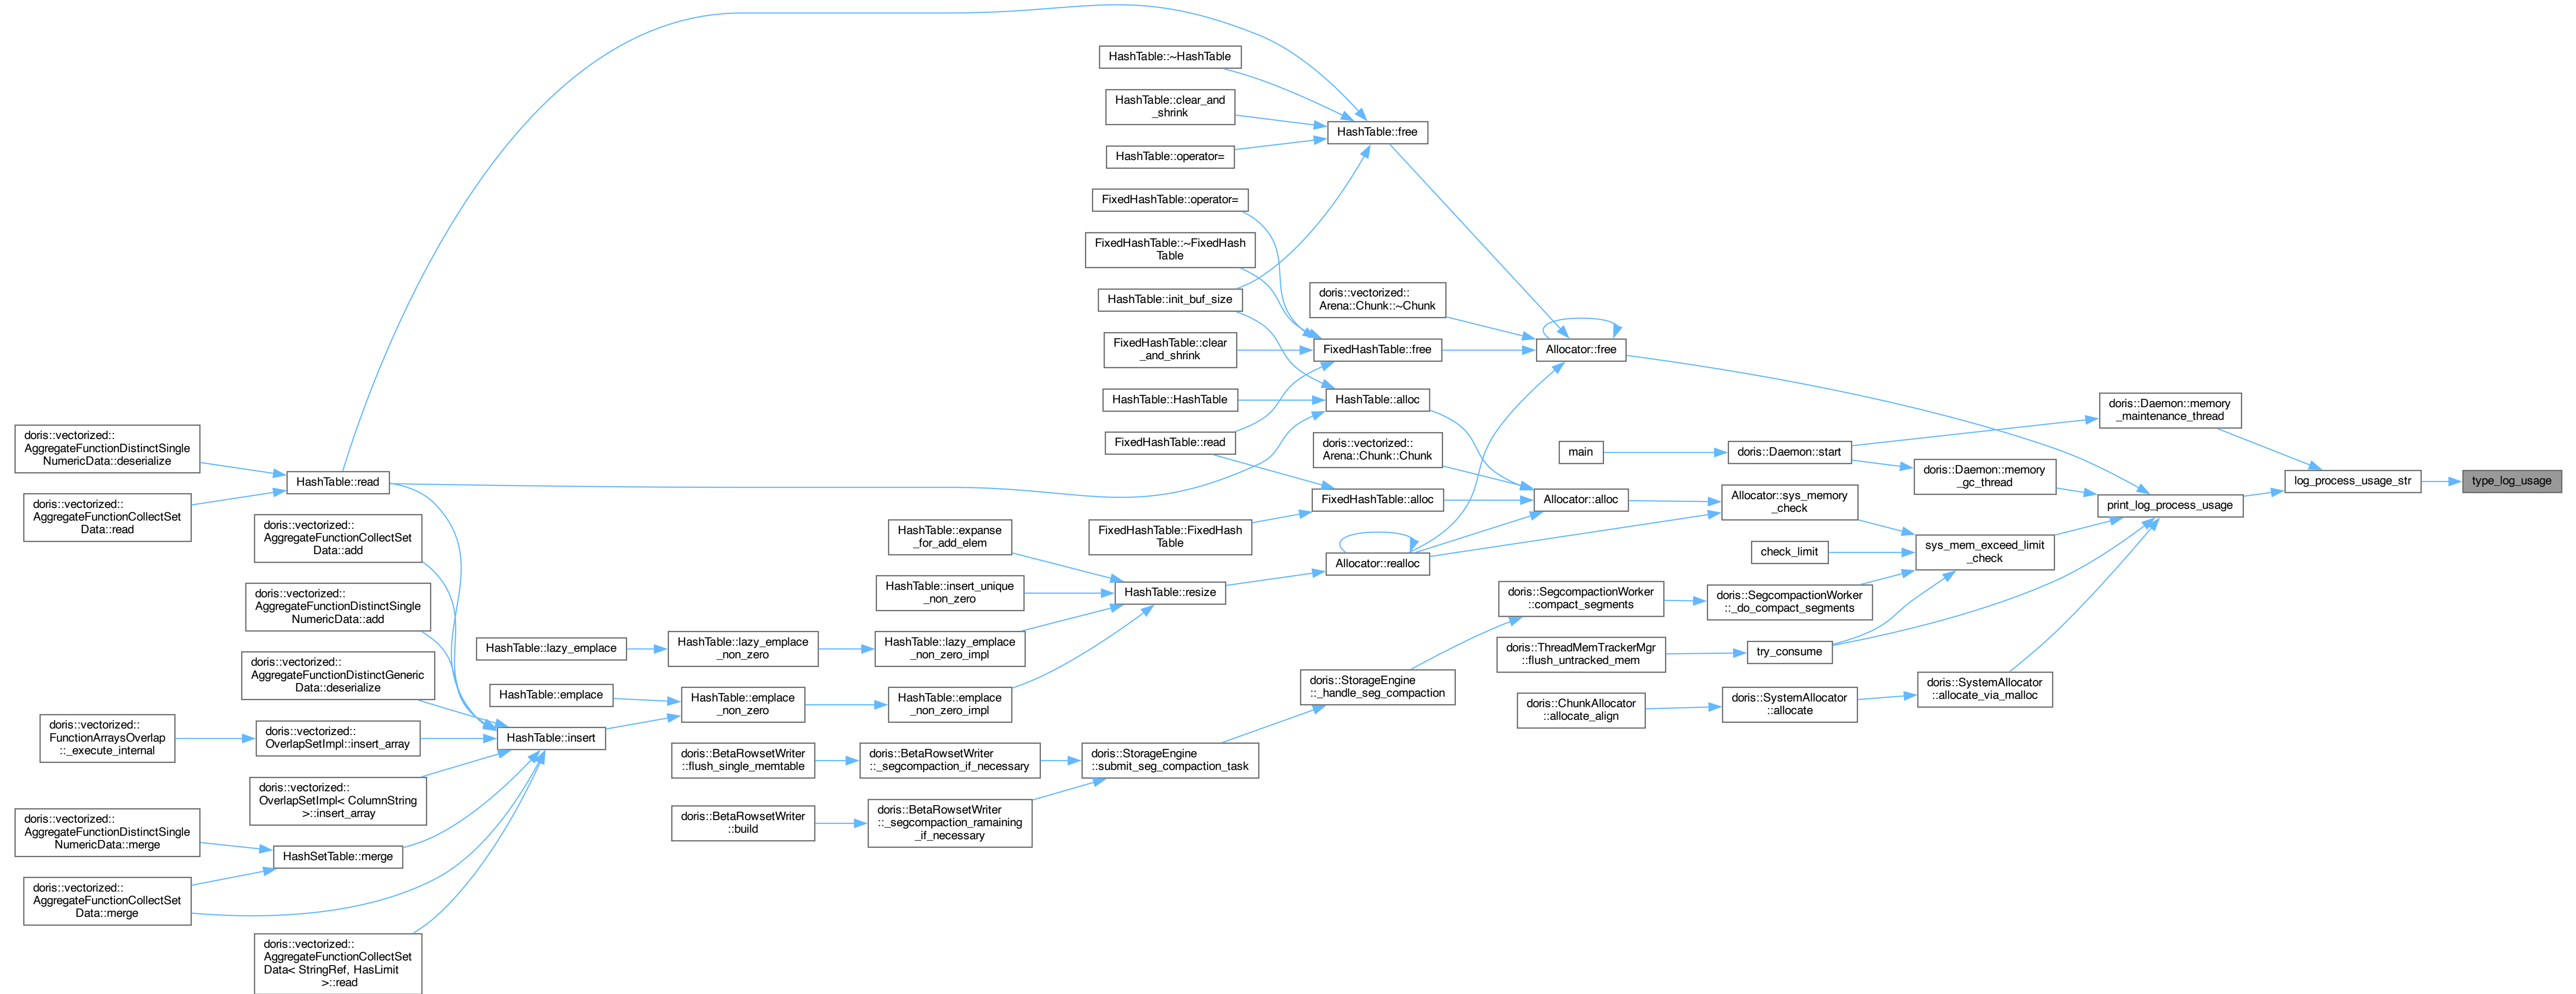 HashTable::~HashTable
HashTable::clear_and
_shrink
HashTable::free
HashTable::operator=
FixedHashTable::operator=
FixedHashTable::~FixedHash
Table
HashTable::init_buf_size
doris::vectorized::
Arena::Chunk::~Chunk
FixedHashTable::clear
_and_shrink
FixedHashTable::free
Allocator::free
HashTable::HashTable
HashTable::alloc
doris::Daemon::memory
_maintenance_thread
doris::vectorized::
AggregateFunctionDistinctSingle
NumericData::deserialize
FixedHashTable::read
doris::vectorized::
Arena::Chunk::Chunk
main
doris::Daemon::start
HashTable::read
doris::Daemon::memory
_gc_thread
log_process_usage_str
type_log_usage
doris::vectorized::
AggregateFunctionCollectSet
Data::read
FixedHashTable::alloc
Allocator::alloc
Allocator::sys_memory
_check
print_log_process_usage
doris::vectorized::
AggregateFunctionCollectSet
Data::add
HashTable::expanse
_for_add_elem
FixedHashTable::FixedHash
Table
Allocator::realloc
check_limit
sys_mem_exceed_limit
_check
doris::vectorized::
AggregateFunctionDistinctSingle
NumericData::add
HashTable::insert_unique
_non_zero
HashTable::resize
doris::SegcompactionWorker
::compact_segments
doris::SegcompactionWorker
::_do_compact_segments
HashTable::lazy_emplace
HashTable::lazy_emplace
_non_zero
HashTable::lazy_emplace
_non_zero_impl
doris::ThreadMemTrackerMgr
::flush_untracked_mem
try_consume
doris::vectorized::
AggregateFunctionDistinctGeneric
Data::deserialize
HashTable::emplace
HashTable::emplace
_non_zero
HashTable::emplace
_non_zero_impl
doris::StorageEngine
::_handle_seg_compaction
doris::ChunkAllocator
::allocate_align
doris::SystemAllocator
::allocate
doris::SystemAllocator
::allocate_via_malloc
doris::vectorized::
FunctionArraysOverlap
::_execute_internal
doris::vectorized::
OverlapSetImpl::insert_array
HashTable::insert
doris::BetaRowsetWriter
::flush_single_memtable
doris::BetaRowsetWriter
::_segcompaction_if_necessary
doris::StorageEngine
::submit_seg_compaction_task
doris::vectorized::
OverlapSetImpl< ColumnString
>::insert_array
doris::BetaRowsetWriter
::build
doris::BetaRowsetWriter
::_segcompaction_ramaining
_if_necessary
doris::vectorized::
AggregateFunctionDistinctSingle
NumericData::merge
HashSetTable::merge
doris::vectorized::
AggregateFunctionCollectSet
Data::merge
doris::vectorized::
AggregateFunctionCollectSet
Data< StringRef, HasLimit
>::read